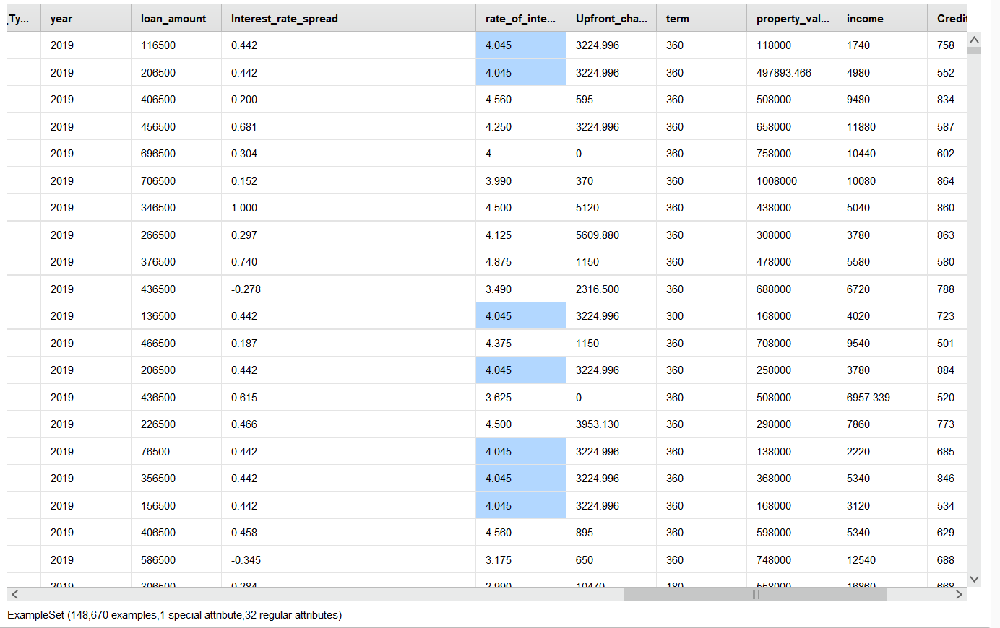 _Ty... year loan_amount Interest_rate_spread rate_of_inte... Upfront_cha... term property_val... income Credit
2019 116500 0.442 4.045 3224.996 360 118000 1740 758
2019 206500 0.442 4.045 3224.996 360 497893.466 4980 552
2019 406500 0.200 4.560 595 360 508000 9480 834
2019 456500 0.681 4.250 3224.996 360 658000 11880 587
2019 696500 0.304 4 0 360 758000 10440 602
2019 706500 0.152 3.990 370 360 1008000 10080 864
2019 346500 1.000 4.500 5120 360 438000 5040 860
2019 266500 0.297 4.125 5609.880 360 308000 3780 863
2019 376500 0.740 4.875 1150 360 478000 5580 580
2019 436500 -0.278 3.490 2316.500 360 688000 6720 788
2019 136500 0.442 4.045 3224.996 300 168000 4020 723
2019 466500 0.187 4.375 1150 360 708000 9540 501
2019 206500 0.442 4.045 3224.996 360 258000 3780 884
2019 436500 0.615 3.625 0 360 508000 6957.339 520
2019 226500 0.466 4.500 3953.130 360 298000 7860 773
2019 76500 0.442 4.045 3224.996 360 138000 2220 685
2019 356500 0.442 4.045 3224.996 360 368000 5340 846
2019 156500 0.442 4.045 3224.996 360 168000 3120 534
2019 406500 0.458 4.560 895 360 598000 5340 629
2019 586500 -0.345 3.175 650 360 748000 12540 688
2019 306500 0.284 2.990 10470 180 558000 16860 668
ExampleSet (148,670 examples,1 special attribute,32 regular attributes)